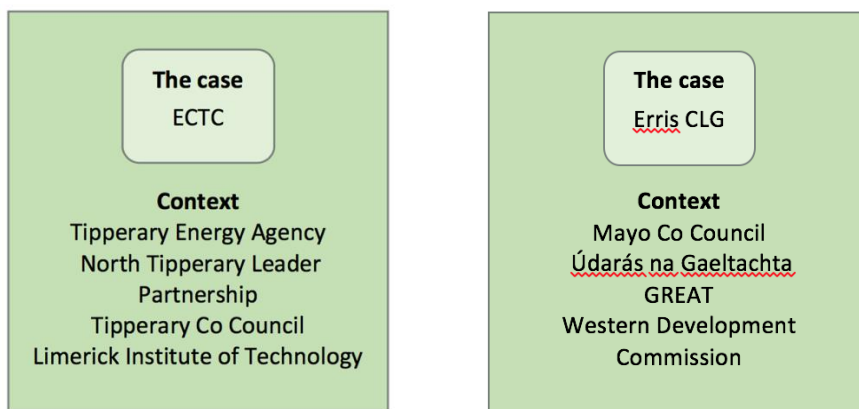 The case
ECTC
Context
Tipperary Energy Agency
North Tipperary Leader
Partnership
Tipperary Co Council
Limerick Institute of Technology
The case
Erris CLG
Context
Mayo Co Council
Údarás na Gaeltachta
GREAT
Western Development
Commission